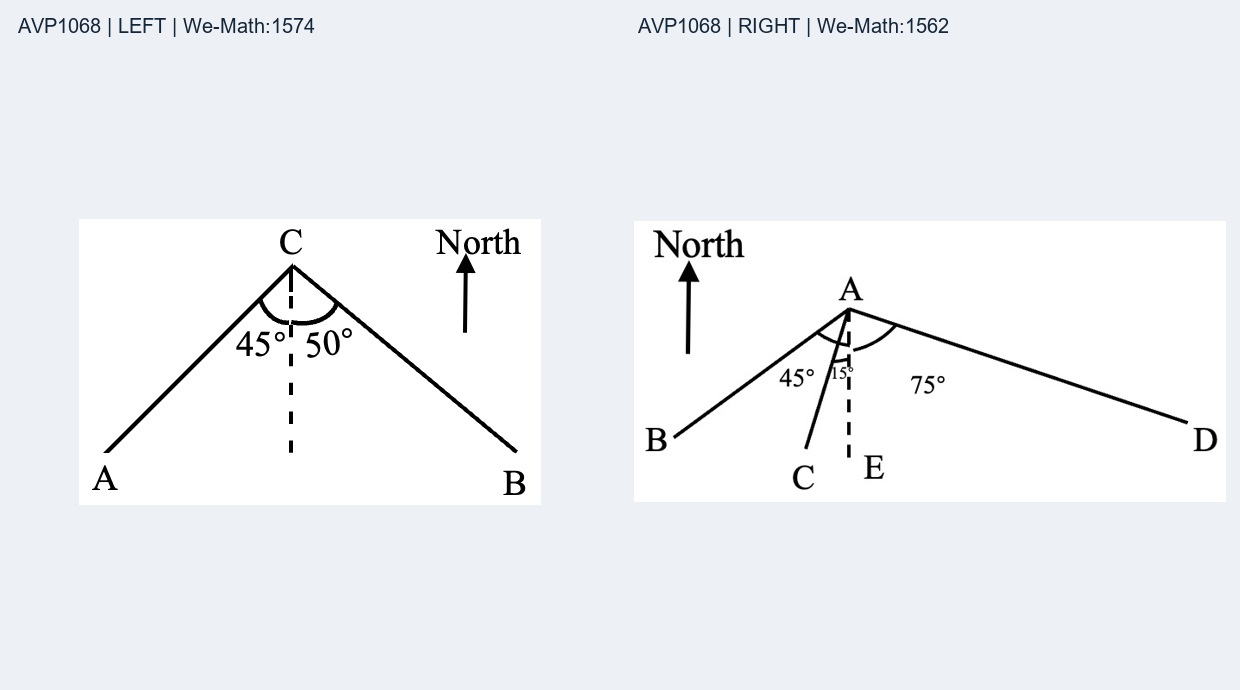 AVP1068 | LEFT | We-Math:1574
C
North
45° 50°
A
B
AVP1068 | RIGHT | We-Math:1562
North
A
45° 15° 75°
B
C
E
D